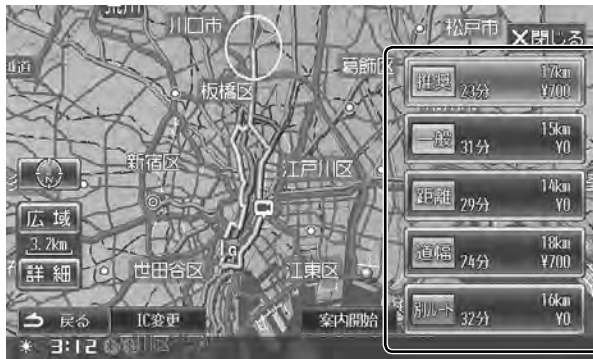 川口市
松戸市
×閉じる
葛飾区
板橋区
推奨 23分 17km ¥700
一般 31分 15km ¥0
新宿区
江戸川区
距離 29分 14km ¥0
広域
3.2km
詳細
世田谷区
江東区
道幅 24分 18km ¥700
別ルート 32分 16km ¥0
戻る
IC変更
案内開始
3:12